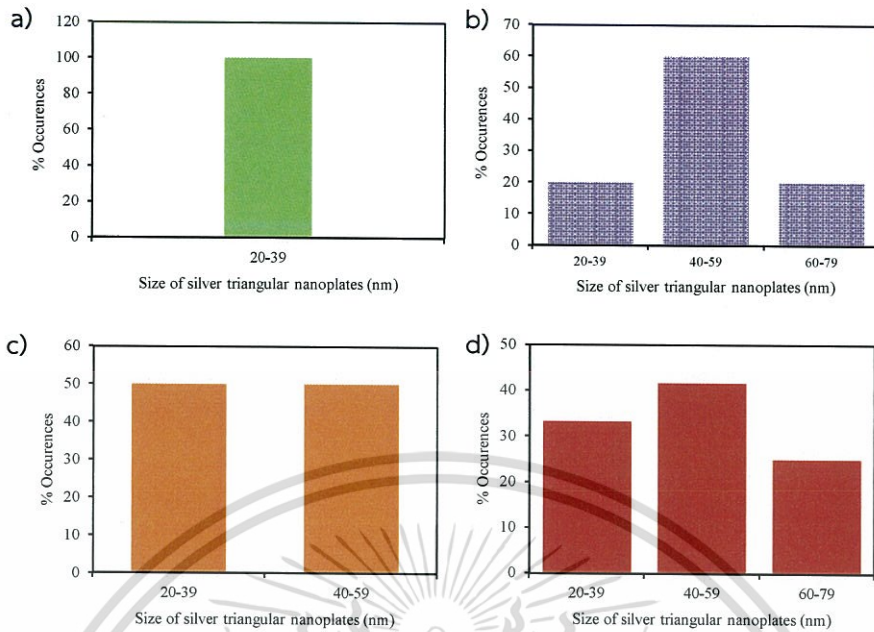 a)
120
100
80
60
40
20
0
% Occurences
20-39
Size of silver triangular nanoplates (nm)
b)
70
60
50
40
30
20
10
0
% Occurences
20-39 40-59 60-79
Size of silver triangular nanoplates (nm)
c)
60
50
40
30
20
10
0
% Occurences
20-39 40-59
Size of silver triangular nanoplates (nm)
d)
50
40
30
20
10
0
% Occurences
20-39 40-59 60-79
Size of silver triangular nanoplates (nm)